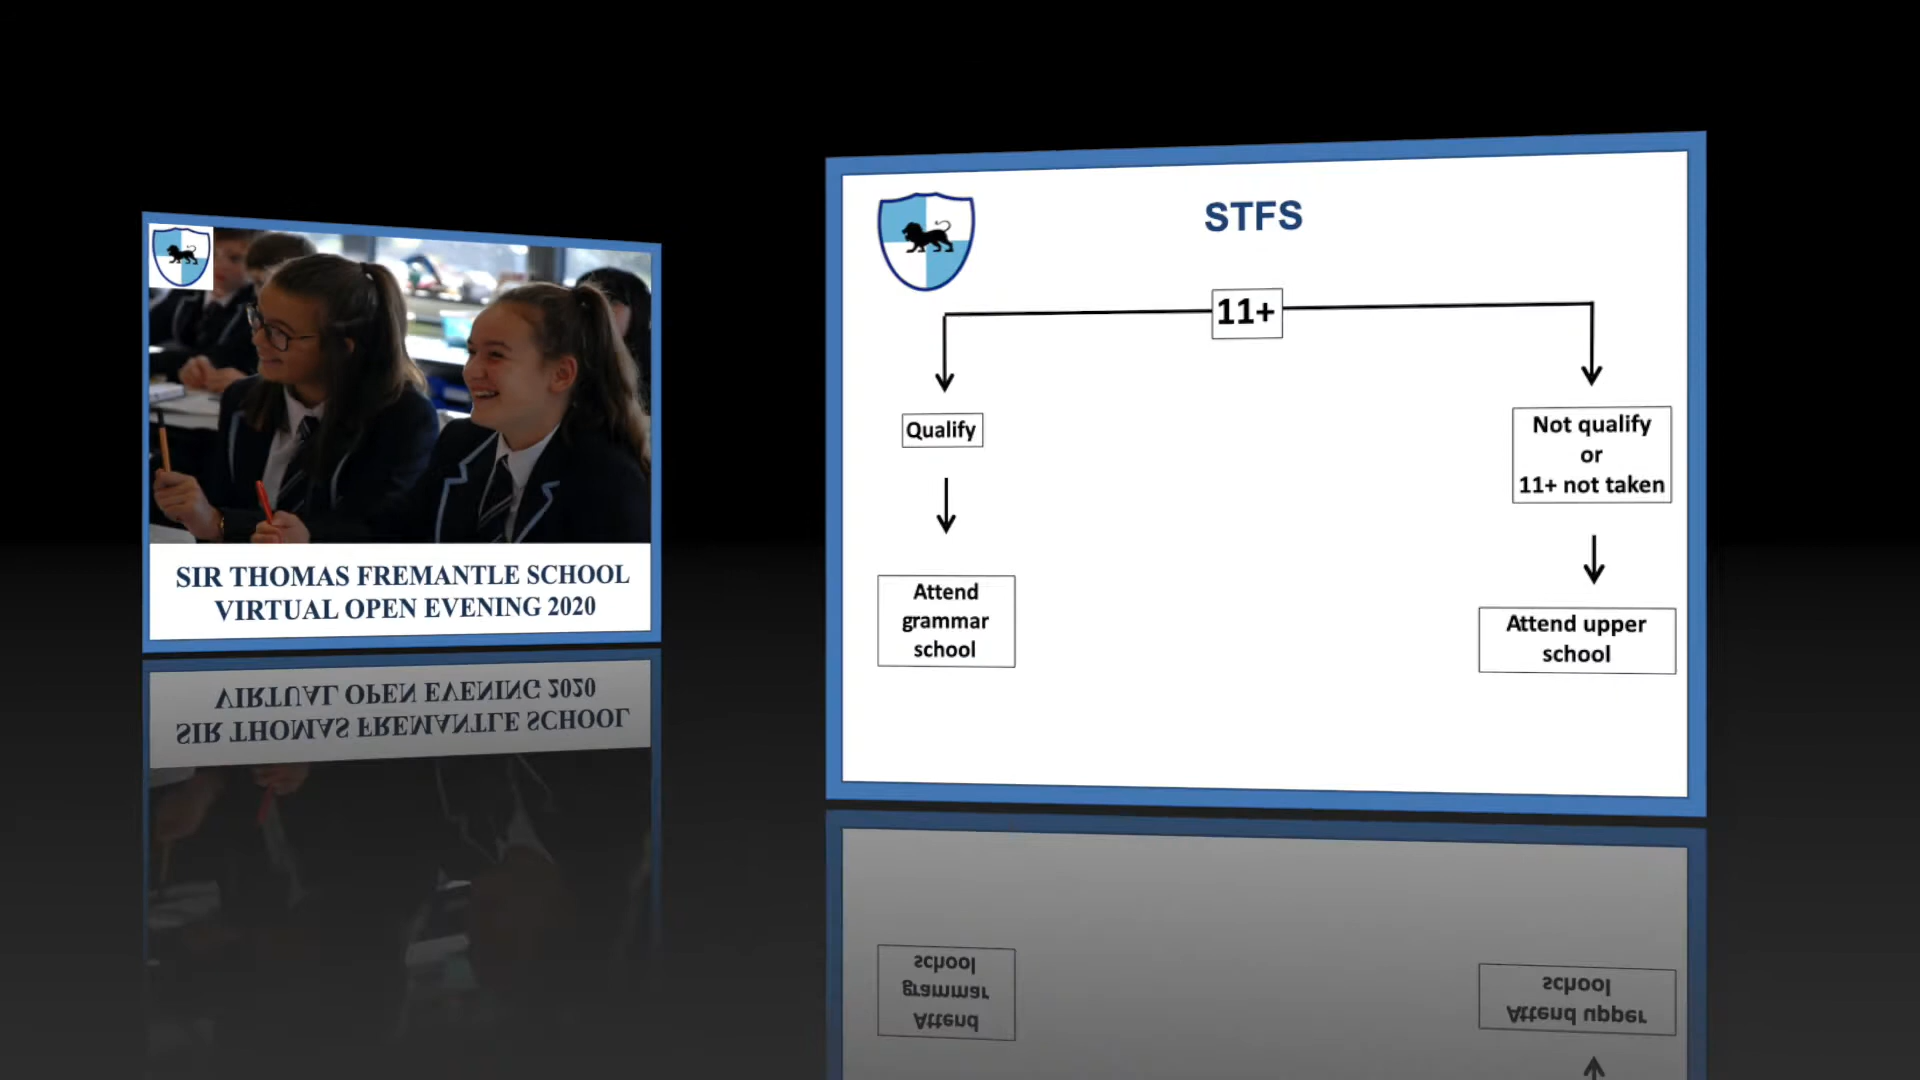 SIR THOMAS FREMANTLE SCHOOL
VIRTUAL OPEN EVENING 2020
STFS
11+
Qualify
Not qualify
or
11+ not taken
Attend
grammar
school
Attend upper
school